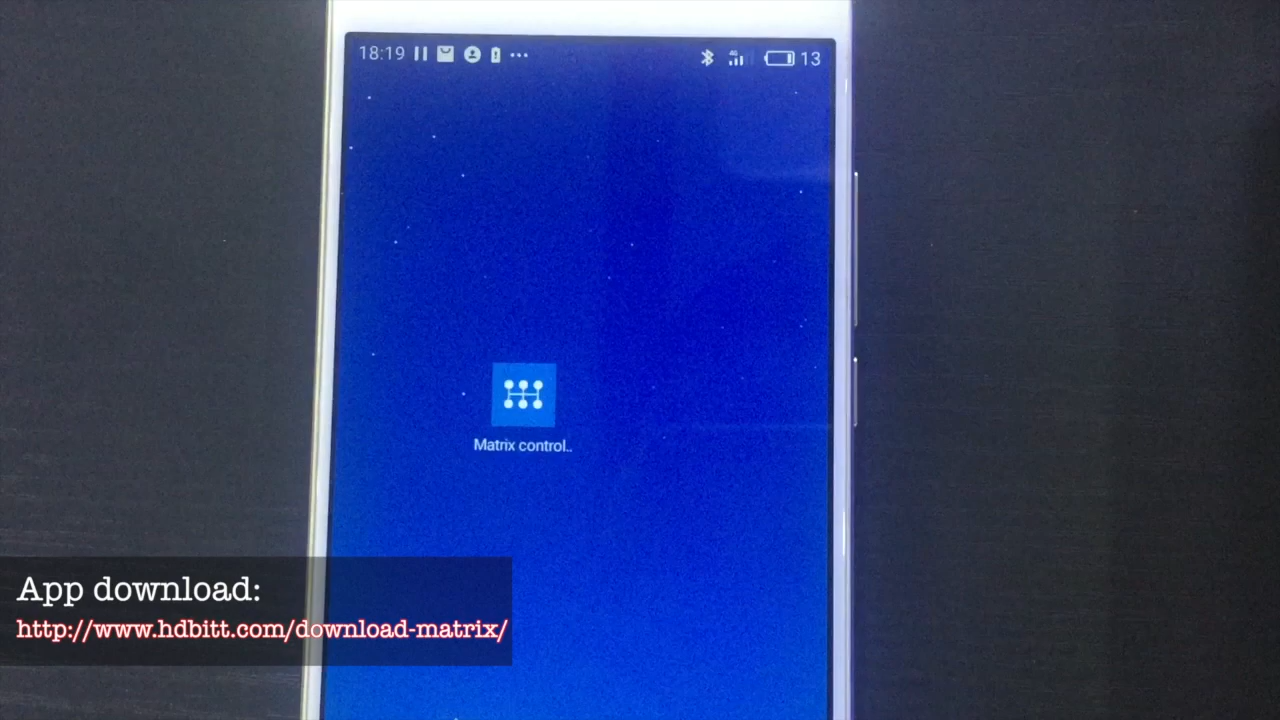 18:19
13
Matrix control..
App download:
http://www.hdbitt.com/download-matrix/